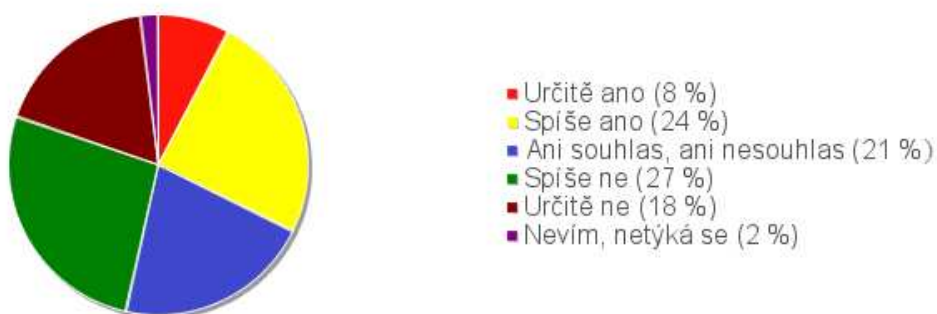 Určitě ano (8 %)
Spíše ano (24 %)
Ani souhlas, ani nesouhlas (21 %)
Spíše ne (27 %)
Určitě ne (18 %)
Nevím, netýká se (2 %)